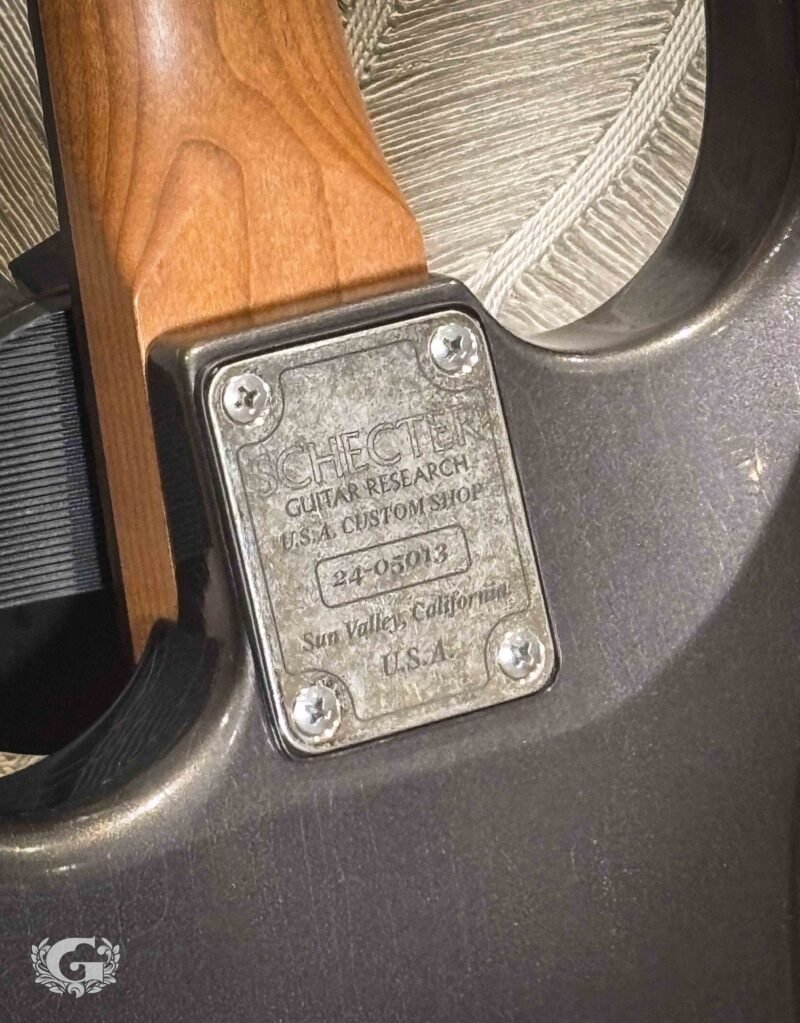 SCHECTER
GUITAR RESEARCH
U.S.A. CUSTOM SHOP
24-05013
Sun Valley, California
U.S.A.
G